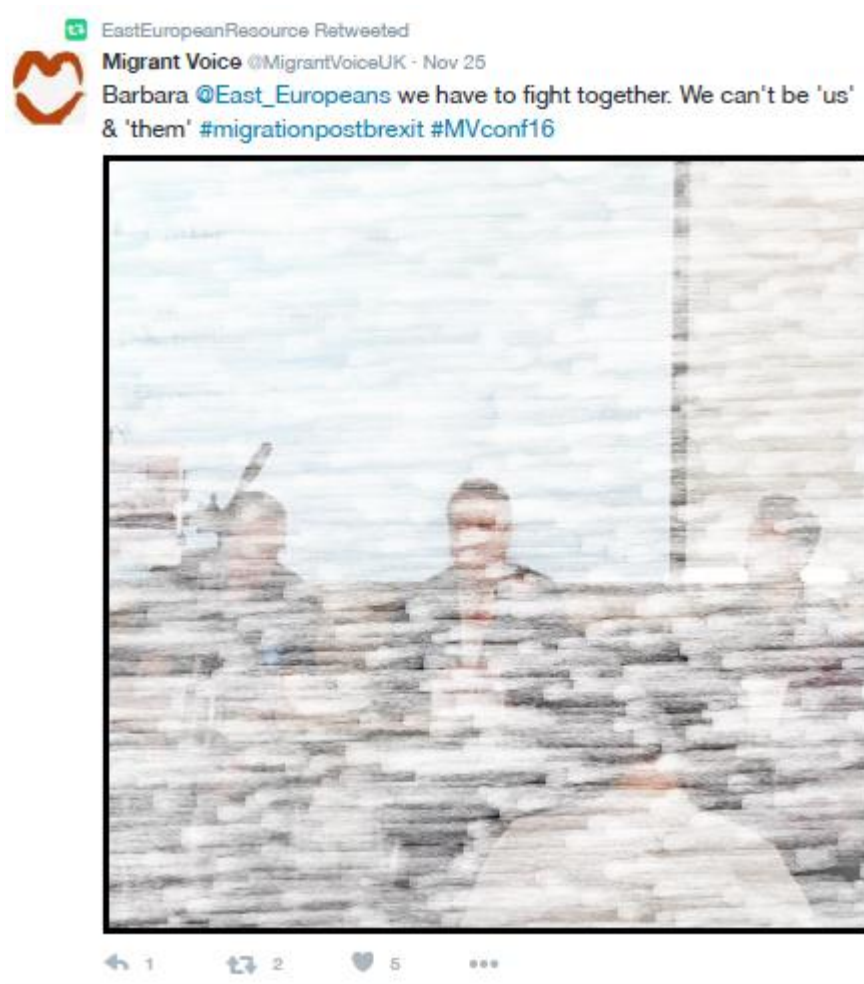 EastEuropeanResource Retweeted
Migrant Voice @MigrantVoiceUK · Nov 25
Barbara @East_Europeans we have to fight together. We can't be 'us'
& 'them' #migrationpostbrexit #MVconf16
1 2 5